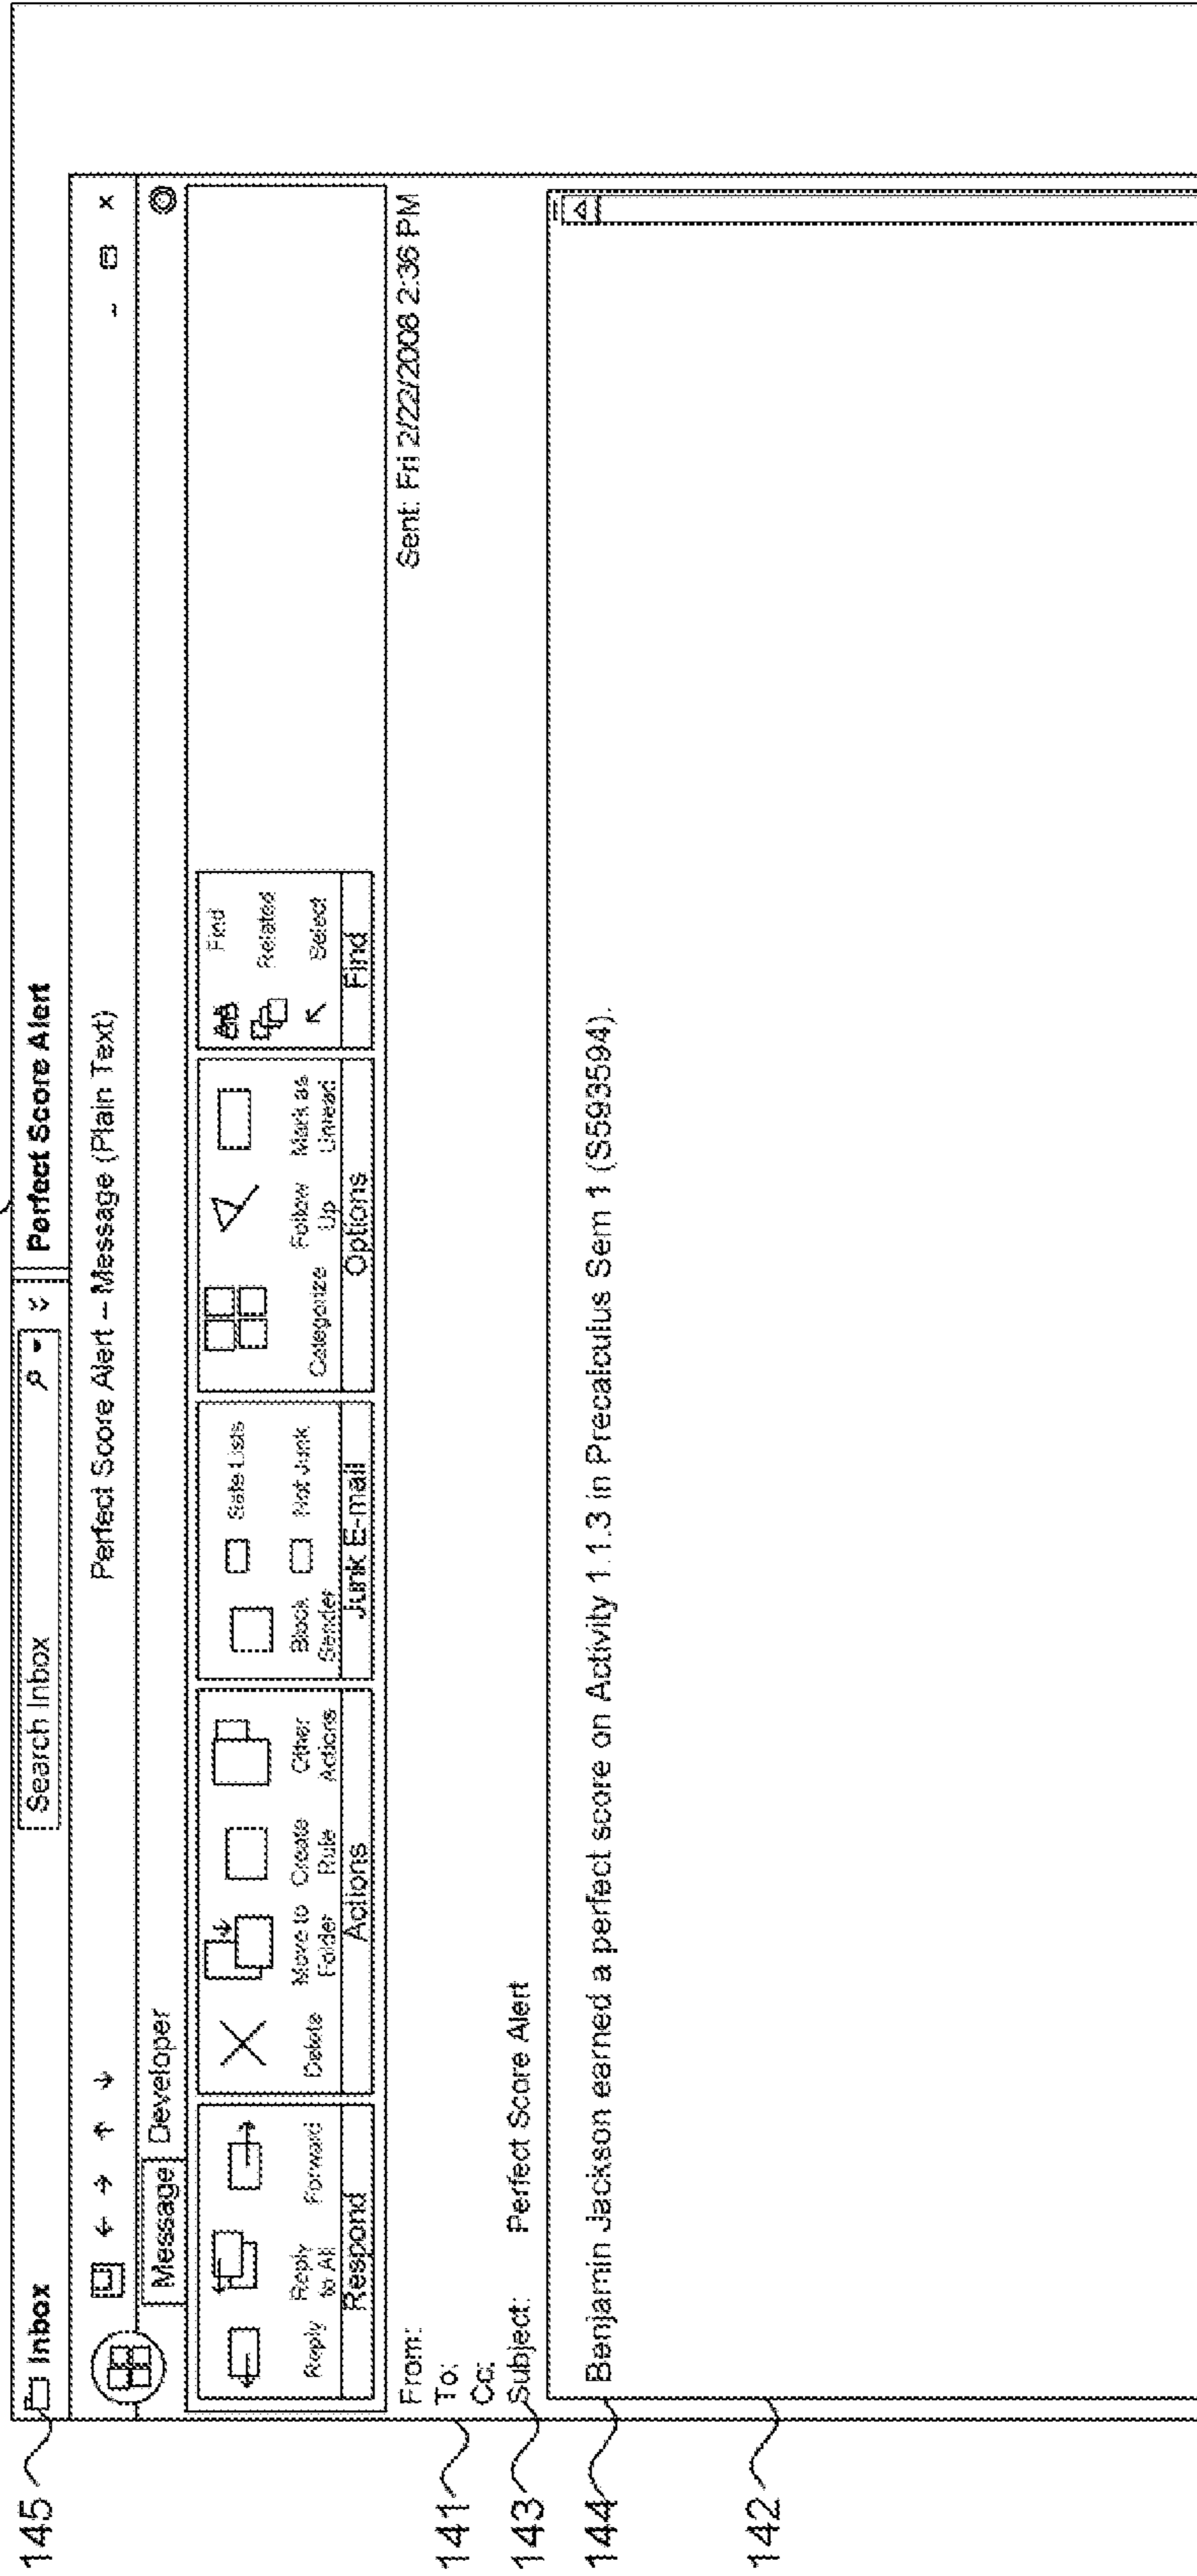 145 Inbox Search Inbox Perfect Score Alert
Perfect Score Alert – Message (Plain Text)
Message Developer
Reply Reply to All Forward
Respond
Delete Move to Folder Create Rule Other Actions
Actions
Block Sender Safe Lists Not Junk
Junk E-mail
Categorize Follow Up Mark as Unread
Options
Find
Related
Select
Find
From: Sent: Fri 2/22/2008 2:36 PM
141 To:
Cc:
143 Subject: Perfect Score Alert
144 Benjamin Jackson earned a perfect score on Activity 1.1.3 in Precalculus Sem 1 (S593594).
142